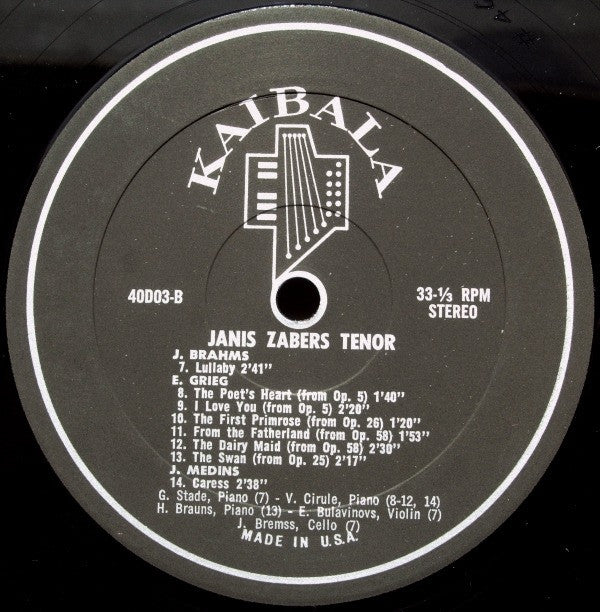 KAIBALA
40D03-B
33-⅓ RPM
STEREO
JANIS ZABERS TENOR
J. BRAHMS
7. Lullaby 2'41"
E. GRIEG
8. The Poet's Heart (from Op. 5) 1'40"
9. I Love You (from Op. 5) 2'20"
10. The First Primrose (from Op. 26) 1'20"
11. From the Fatherland (from Op. 58) 1'53"
12. The Dairy Maid (from Op. 58) 2'30"
13. The Swan (from Op. 25) 2'17"
J. MEDINS
14. Caress 2'38"
G. Stade, Piano (7) - V. Cirule, Piano (8-12, 14)
H. Brauns, Piano (13) - E. Bulavinovs, Violin (7)
J. Bremss, Cello (7)
MADE IN U.S.A.